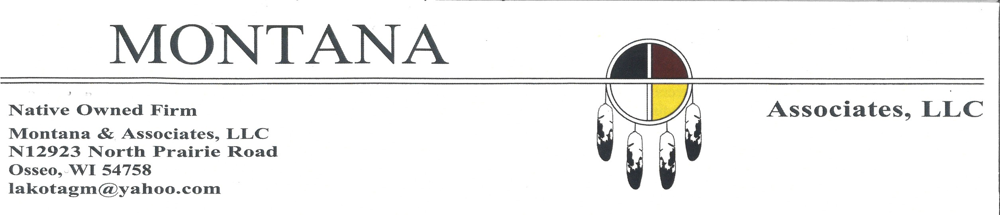 MONTANA
Associates, LLC
Native Owned Firm
Montana & Associates, LLC
N12923 North Prairie Road
Osseo, WI 54758
lakotagm@yahoo.com